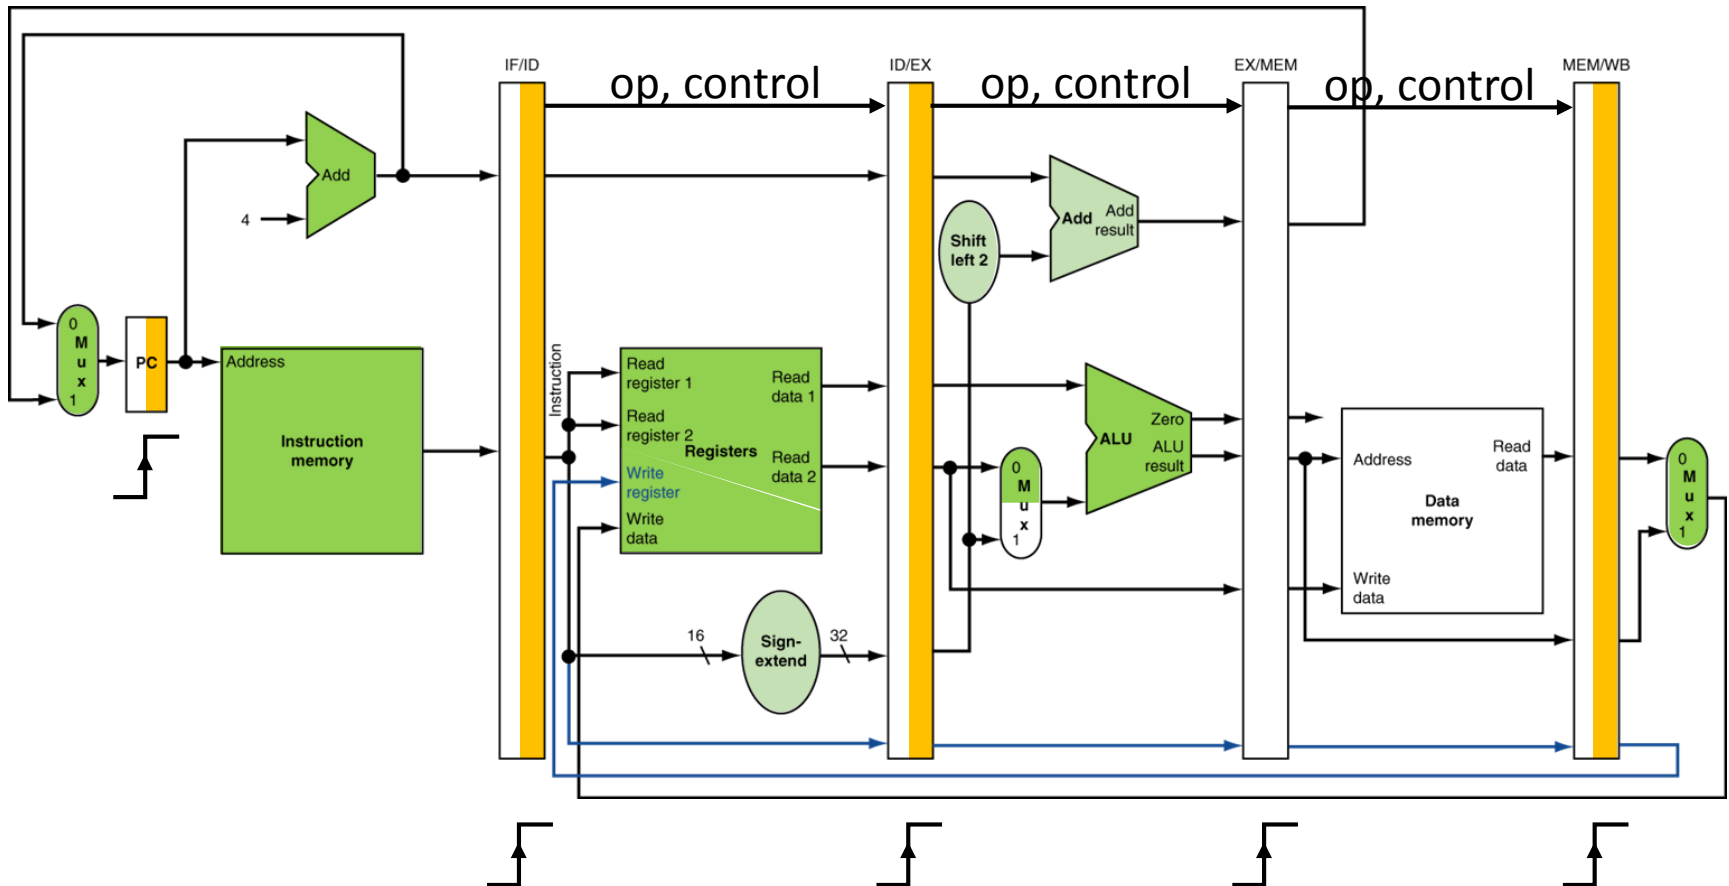 IF/ID
ID/EX
EX/MEM
MEM/WB
op, control
op, control
op, control
Add
4
Add
Add
result
Shift
left 2
0
M
u
x
1
PC
Address
Instruction
memory
Instruction
Read
register 1
Read
register 2
Write
register
Write
data
Registers
Read
data 1
Read
data 2
16
Sign-
extend
32
0
M
u
x
1
ALU
Zero
ALU
result
Address
Write
data
Data
memory
Read
data
0
M
u
x
1